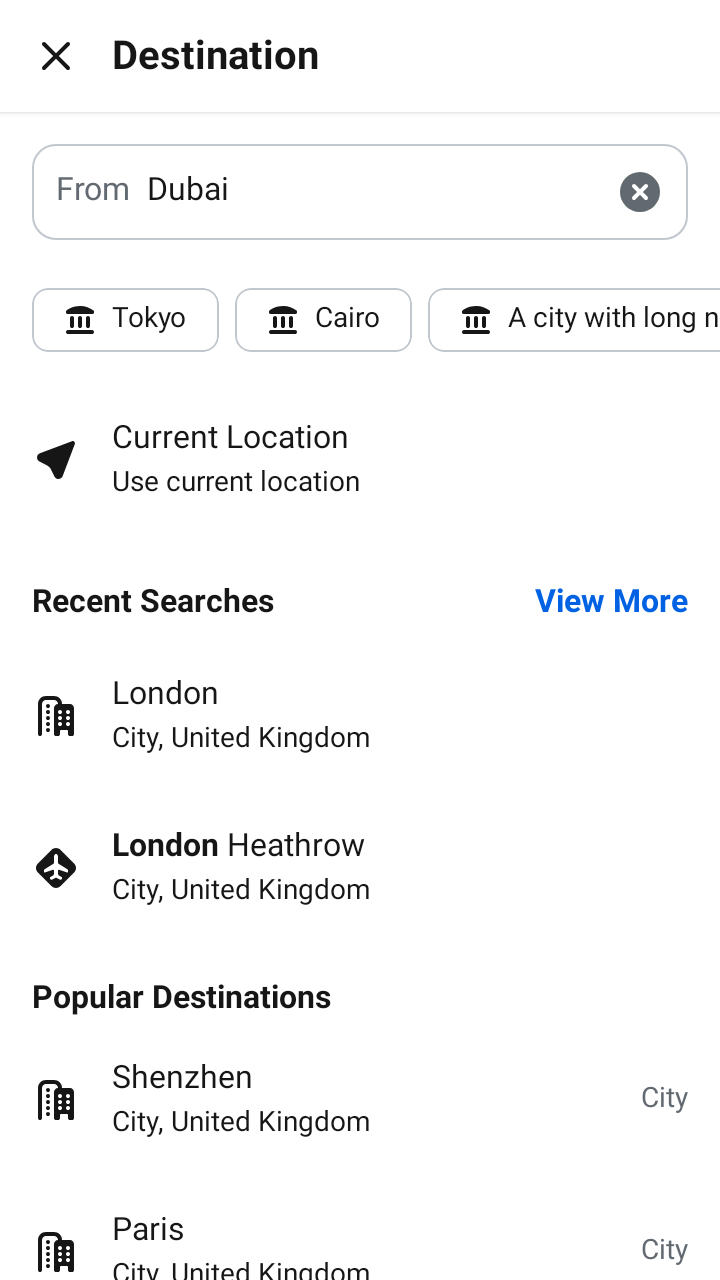 Destination
From Dubai
Tokyo Cairo A city with long n
Current Location
Use current location
Recent Searches View More
London
City, United Kingdom
London Heathrow
City, United Kingdom
Popular Destinations
Shenzhen
City, United Kingdom City
Paris
City
City, United Kingdom